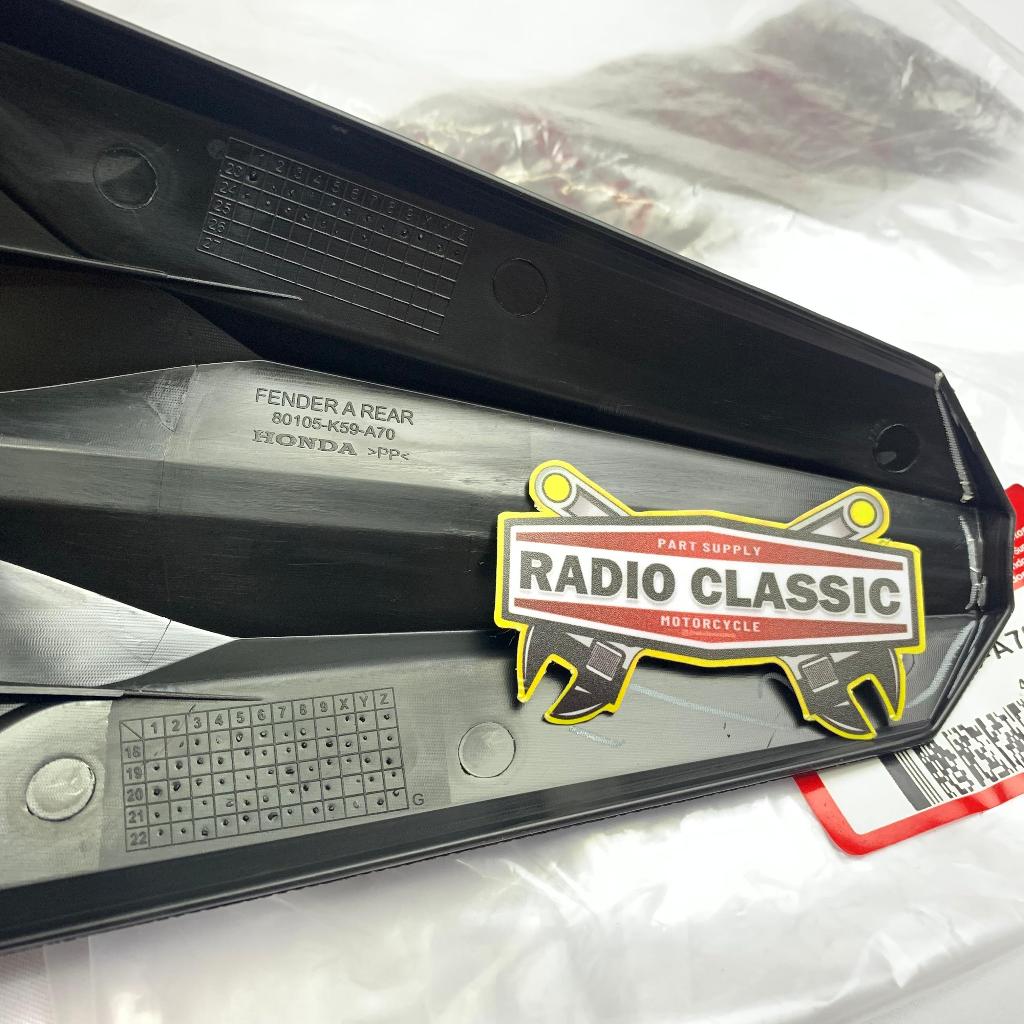 1 2 3 4 5 6 7 8 9 X Y Z
23
24
25
26
27
FENDER A REAR
80105-K59-A70
HONDA >PP<
PART SUPPLY
RADIO CLASSIC
MOTORCYCLE
1 2 3 4 5 6 7 8 9 X Y Z
18
19
20
21
22
G